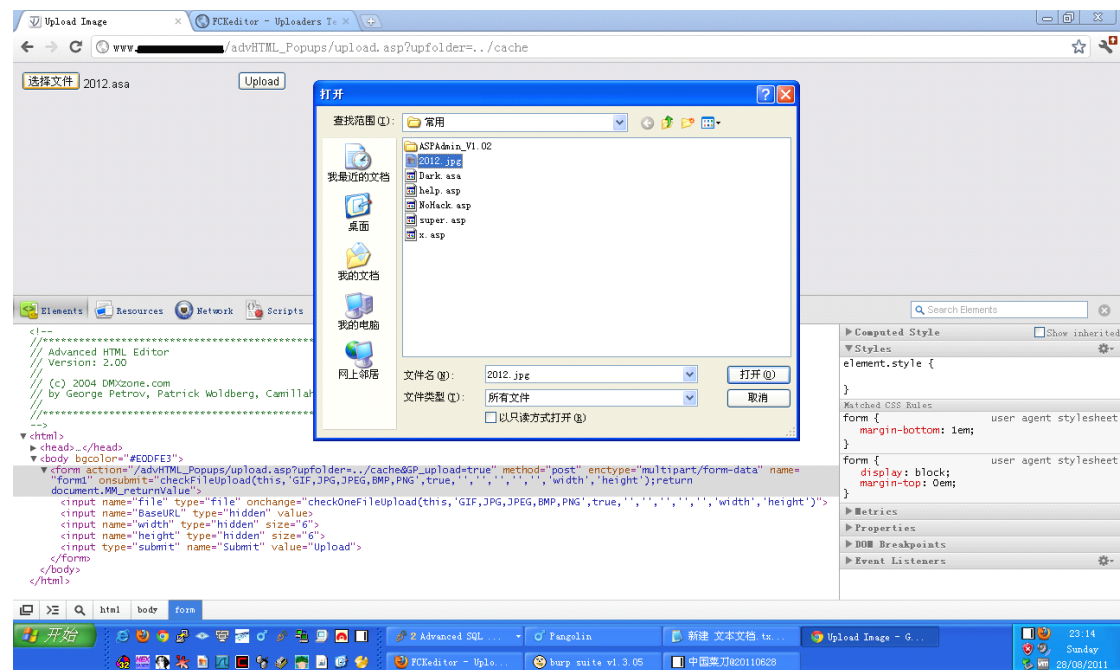 Upload Image
FCKeditor - Uploaders Te
www. /advHTML_Popups/upload.asp?upfolder=../cache
选择文件 2012.asa Upload
打开
查找范围(I): 常用
我最近的文档
桌面
我的文档
我的电脑
网上邻居
ASPAdmin_V1.02
2012.jpg
Dark.asa
help.asp
NoHack.asp
super.asp
x.asp
文件名(N): 2012.jpg 打开(O)
文件类型(T): 所有文件 取消
以只读方式打开(R)
Elements Resources Network Scripts Search Elements
<!--
//*************************************************
// Advanced HTML Editor
// Version: 2.00
//
// (c) 2004 DMXzone.com
// by George Petrov, Patrick Woldberg, Camillah
//
//*************************************************
-->
<html>
<head>…</head>
<body bgcolor="#EODFE3">
<form action="/advHTML_Popups/upload.asp?upfolder=../cache&GP_upload=true" method="post" enctype="multipart/form-data" name=
"form1" onsubmit="checkFileUpload(this,'GIF,JPG,JPEG,BMP,PNG',true,'','','','','','width','height');return
document.MM_returnValue">
<input name="file" type="file" onchange="checkOneFileUpload(this,'GIF,JPG,JPEG,BMP,PNG',true,'','','','','','width','height')">
<input name="BaseURL" type="hidden" value>
<input name="width" type="hidden" size="6">
<input name="height" type="hidden" size="6">
<input type="submit" name="Submit" value="Upload">
</form>
</body>
</html>
Computed Style Show inherited
Styles
element.style {
}
Matched CSS Rules
form { user agent stylesheet
margin-bottom: 1em;
}
form { user agent stylesheet
display: block;
margin-top: 0em;
}
Metrics
Properties
DOM Breakpoints
Event Listeners
html body form
开始 2 Advanced SQL ... Pangolin 新建 文本文档.tx... Upload Image - G...
FCKeditor - Uplo... burp suite v1.3.05 中国菜刀@20110628
23:14
Sunday
28/08/2011